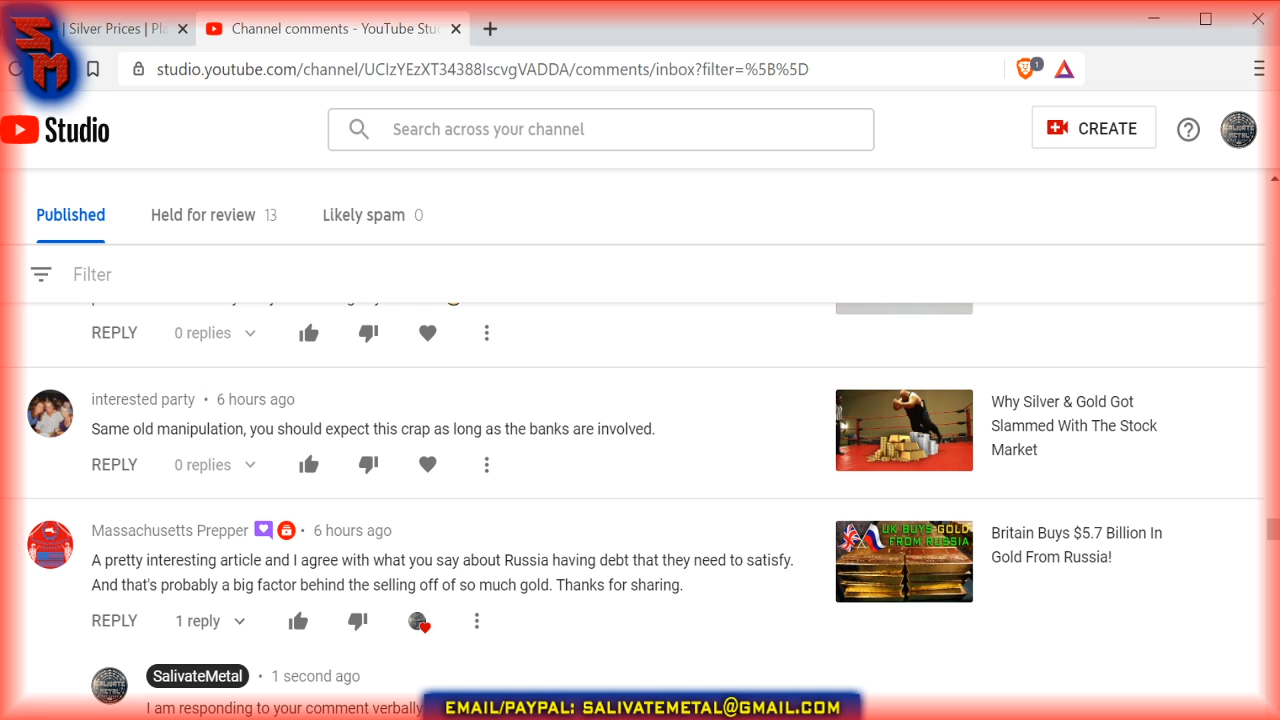 SM
| Silver Prices | Pla
Channel comments - YouTube Stu
studio.youtube.com/channel/UCIzYEzXT34388IscvgVADDA/comments/inbox?filter=%5B%5D
1
Studio
Search across your channel
CREATE
Published
Held for review 13
Likely spam 0
Filter
REPLY 0 replies
interested party • 6 hours ago
Same old manipulation, you should expect this crap as long as the banks are involved.
REPLY 0 replies
Why Silver & Gold Got
Slammed With The Stock
Market
Massachusetts Prepper • 6 hours ago
A pretty interesting article and I agree with what you say about Russia having debt that they need to satisfy.
And that's probably a big factor behind the selling off of so much gold. Thanks for sharing.
REPLY 1 reply
UK BUYS GOLD
FROM RUSSIA
Britain Buys $5.7 Billion In
Gold From Russia!
SalivateMetal • 1 second ago
I am responding to your comment verbally
EMAIL/PAYPAL: SALIVATEMETAL@GMAIL.COM